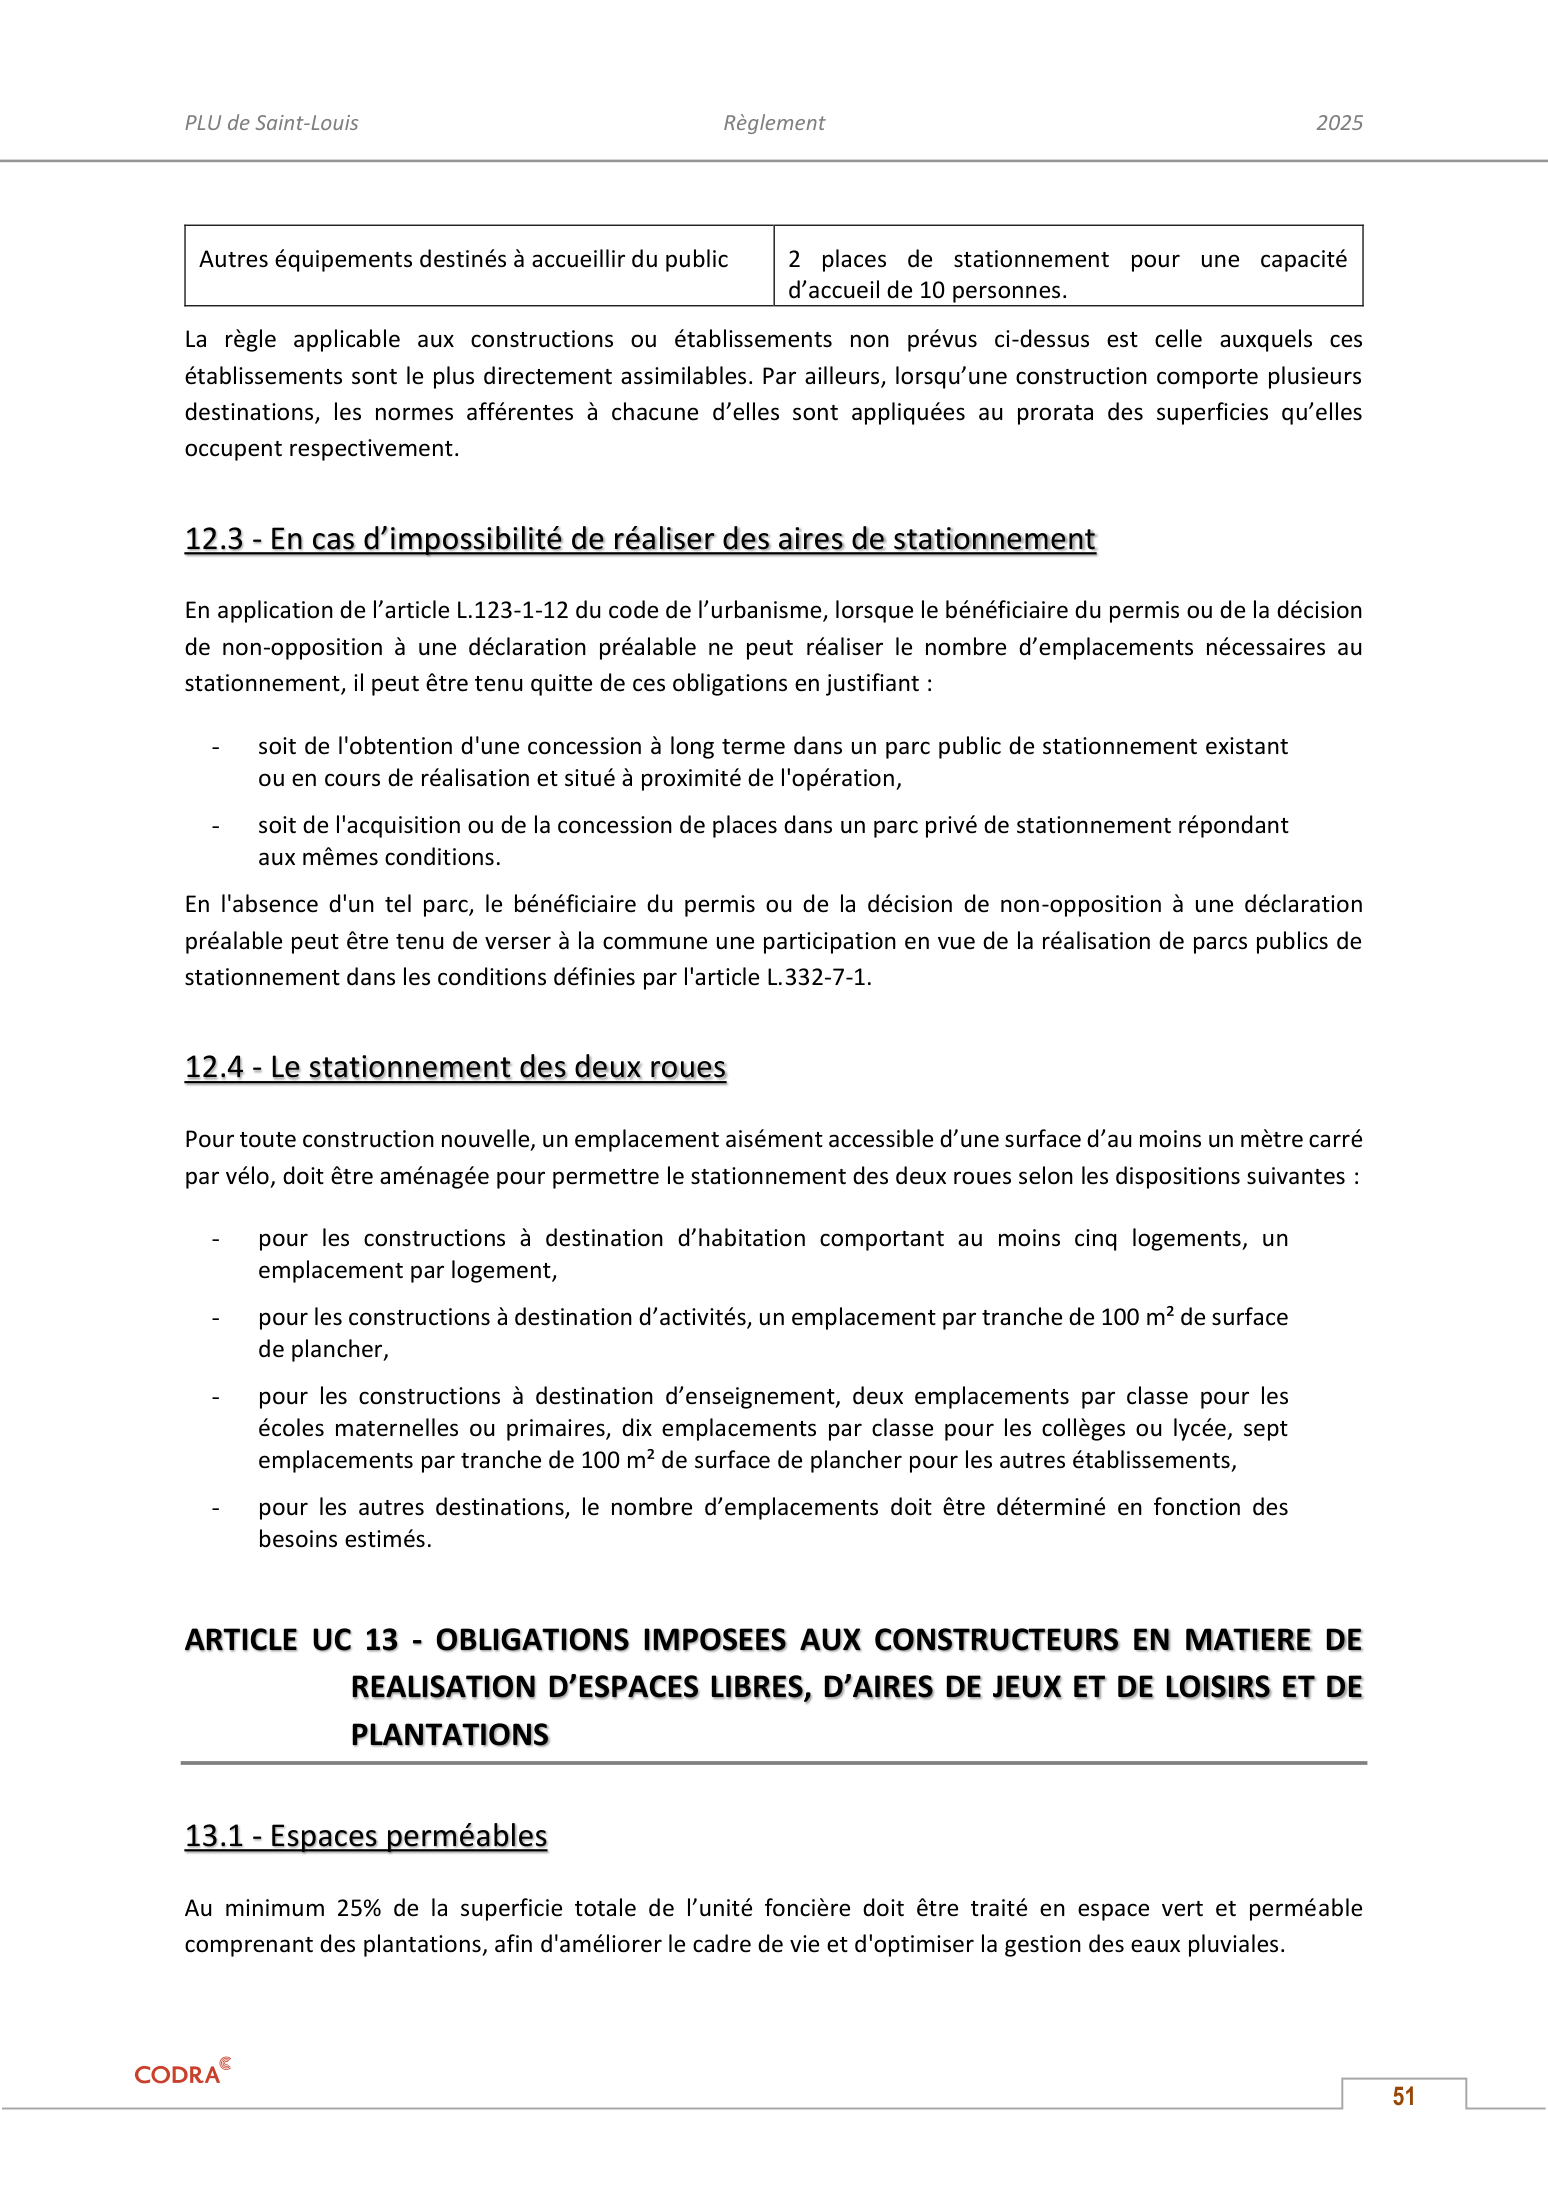 PLU de Saint-Louis Règlement 2025
Autres équipements destinés à accueillir du public
2 places de stationnement pour une capacité
d’accueil de 10 personnes.
La règle applicable aux constructions ou établissements non prévus ci-dessus est celle auxquels ces
établissements sont le plus directement assimilables. Par ailleurs, lorsqu’une construction comporte plusieurs
destinations, les normes afférentes à chacune d’elles sont appliquées au prorata des superficies qu’elles
occupent respectivement.
12.3 - En cas d’impossibilité de réaliser des aires de stationnement
En application de l’article L.123-1-12 du code de l’urbanisme, lorsque le bénéficiaire du permis ou de la décision
de non-opposition à une déclaration préalable ne peut réaliser le nombre d’emplacements nécessaires au
stationnement, il peut être tenu quitte de ces obligations en justifiant :
- soit de l'obtention d'une concession à long terme dans un parc public de stationnement existant
ou en cours de réalisation et situé à proximité de l'opération,
- soit de l'acquisition ou de la concession de places dans un parc privé de stationnement répondant
aux mêmes conditions.
En l'absence d'un tel parc, le bénéficiaire du permis ou de la décision de non-opposition à une déclaration
préalable peut être tenu de verser à la commune une participation en vue de la réalisation de parcs publics de
stationnement dans les conditions définies par l'article L.332-7-1.
12.4 - Le stationnement des deux roues
Pour toute construction nouvelle, un emplacement aisément accessible d’une surface d’au moins un mètre carré
par vélo, doit être aménagée pour permettre le stationnement des deux roues selon les dispositions suivantes :
- pour les constructions à destination d’habitation comportant au moins cinq logements, un
emplacement par logement,
- pour les constructions à destination d’activités, un emplacement par tranche de 100 m² de surface
de plancher,
- pour les constructions à destination d’enseignement, deux emplacements par classe pour les
écoles maternelles ou primaires, dix emplacements par classe pour les collèges ou lycée, sept
emplacements par tranche de 100 m² de surface de plancher pour les autres établissements,
- pour les autres destinations, le nombre d’emplacements doit être déterminé en fonction des
besoins estimés.
ARTICLE UC 13 - OBLIGATIONS IMPOSEES AUX CONSTRUCTEURS EN MATIERE DE
REALISATION D’ESPACES LIBRES, D’AIRES DE JEUX ET DE LOISIRS ET DE
PLANTATIONS
13.1 - Espaces perméables
Au minimum 25% de la superficie totale de l’unité foncière doit être traité en espace vert et perméable
comprenant des plantations, afin d'améliorer le cadre de vie et d'optimiser la gestion des eaux pluviales.
CODRA
51